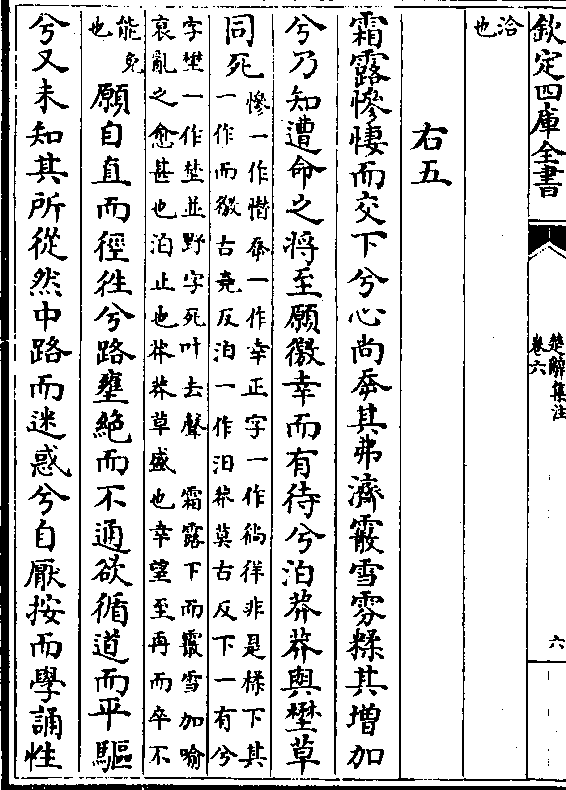 欽定四庫全書
楚辭集注
卷六
六
洽
也
右五
霜露慘悽而交下兮心尚𡴘其弗濟霰雪雰糅其增加
兮乃知遭命之將至願徼幸而有待兮泊莽莽與壄草
同死
慘一作憯𡴘一作幸正字一作徜徉非是糅下其
一作而徼古堯反泊一作汨莽莫古反下一有兮
字壄一作埜並野字死叶去聲　霜露下而霰雪加喻
衰亂之愈甚也泊止也莽莽草盛也幸望至再而卒不
能免
也
願自直而徑往兮路壅絶而不通欲循道而平驅
兮又未知其所從然中路而迷惑兮自厭按而學誦性